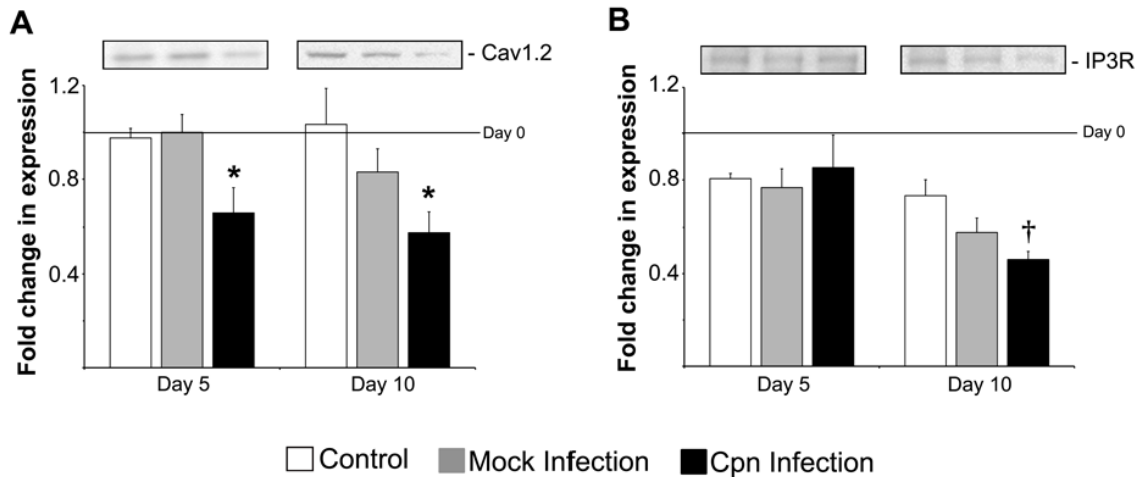 A
- Cav1.2
Fold change in expression
1.2
Day 0
0.8
*
*
0.4
Day 5
Day 10
B
- IP3R
Fold change in expression
1.2
Day 0
0.8
†
0.4
Day 5
Day 10
Control
Mock Infection
Cpn Infection